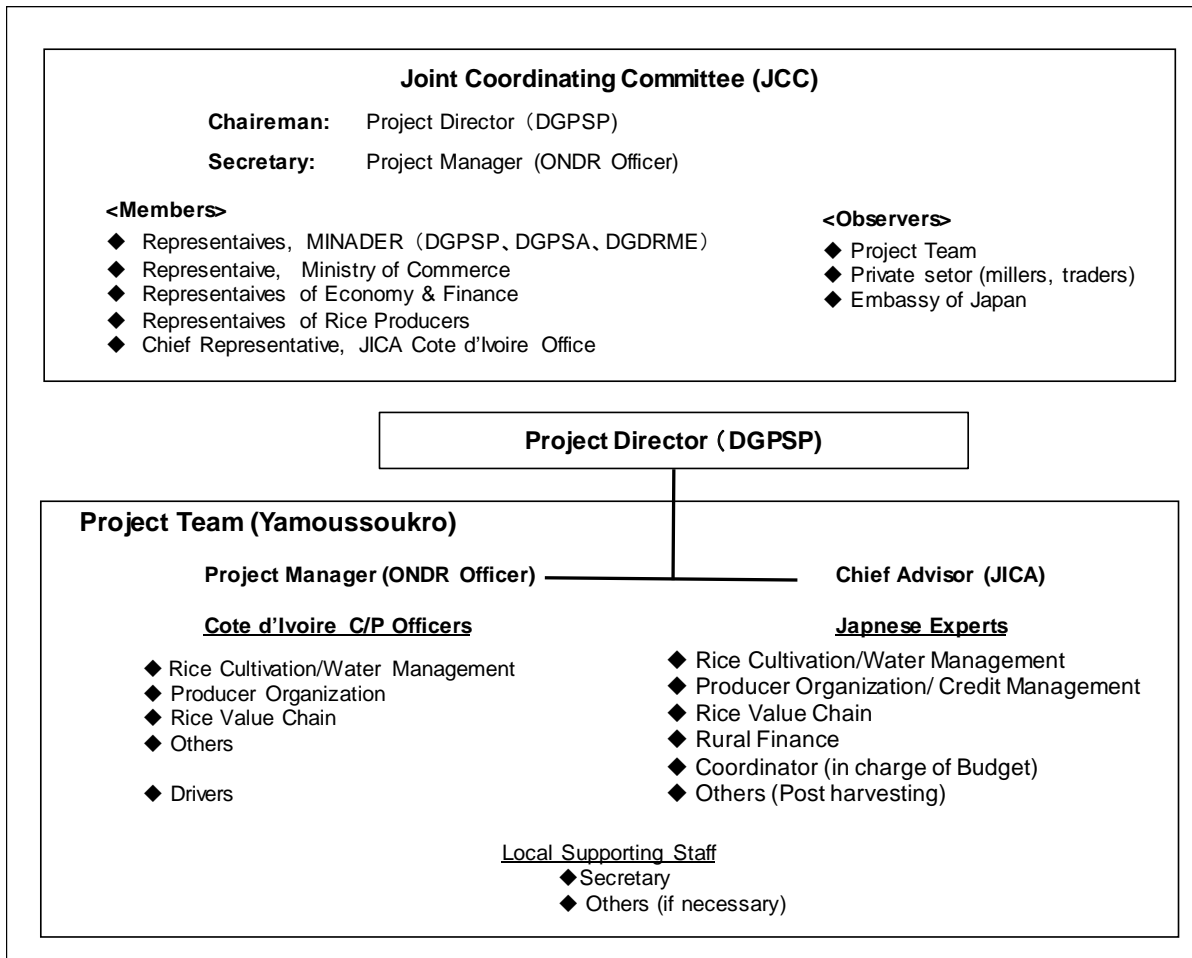 Joint Coordinating Committee (JCC)
Chaireman: Project Director （DGPSP)
Secretary: Project Manager (ONDR Officer)
<Members>
◆ Representaives, MINADER （DGPSP、DGPSA、DGDRME）
◆ Representaive, Ministry of Commerce
◆ Representaives of Economy & Finance
◆ Representaives of Rice Producers
◆ Chief Representative, JICA Cote d'Ivoire Office
<Observers>
◆ Project Team
◆ Private setor (millers, traders)
◆ Embassy of Japan
Project Director （DGPSP)
Project Team (Yamoussoukro)
Project Manager (ONDR Officer)
Chief Advisor (JICA)
Cote d'Ivoire C/P Officers
◆ Rice Cultivation/Water Management
◆ Producer Organization
◆ Rice Value Chain
◆ Others
◆ Drivers
Japnese Experts
◆ Rice Cultivation/Water Management
◆ Producer Organization/ Credit Management
◆ Rice Value Chain
◆ Rural Finance
◆ Coordinator (in charge of Budget)
◆ Others (Post harvesting)
Local Supporting Staff
◆Secretary
◆ Others (if necessary)